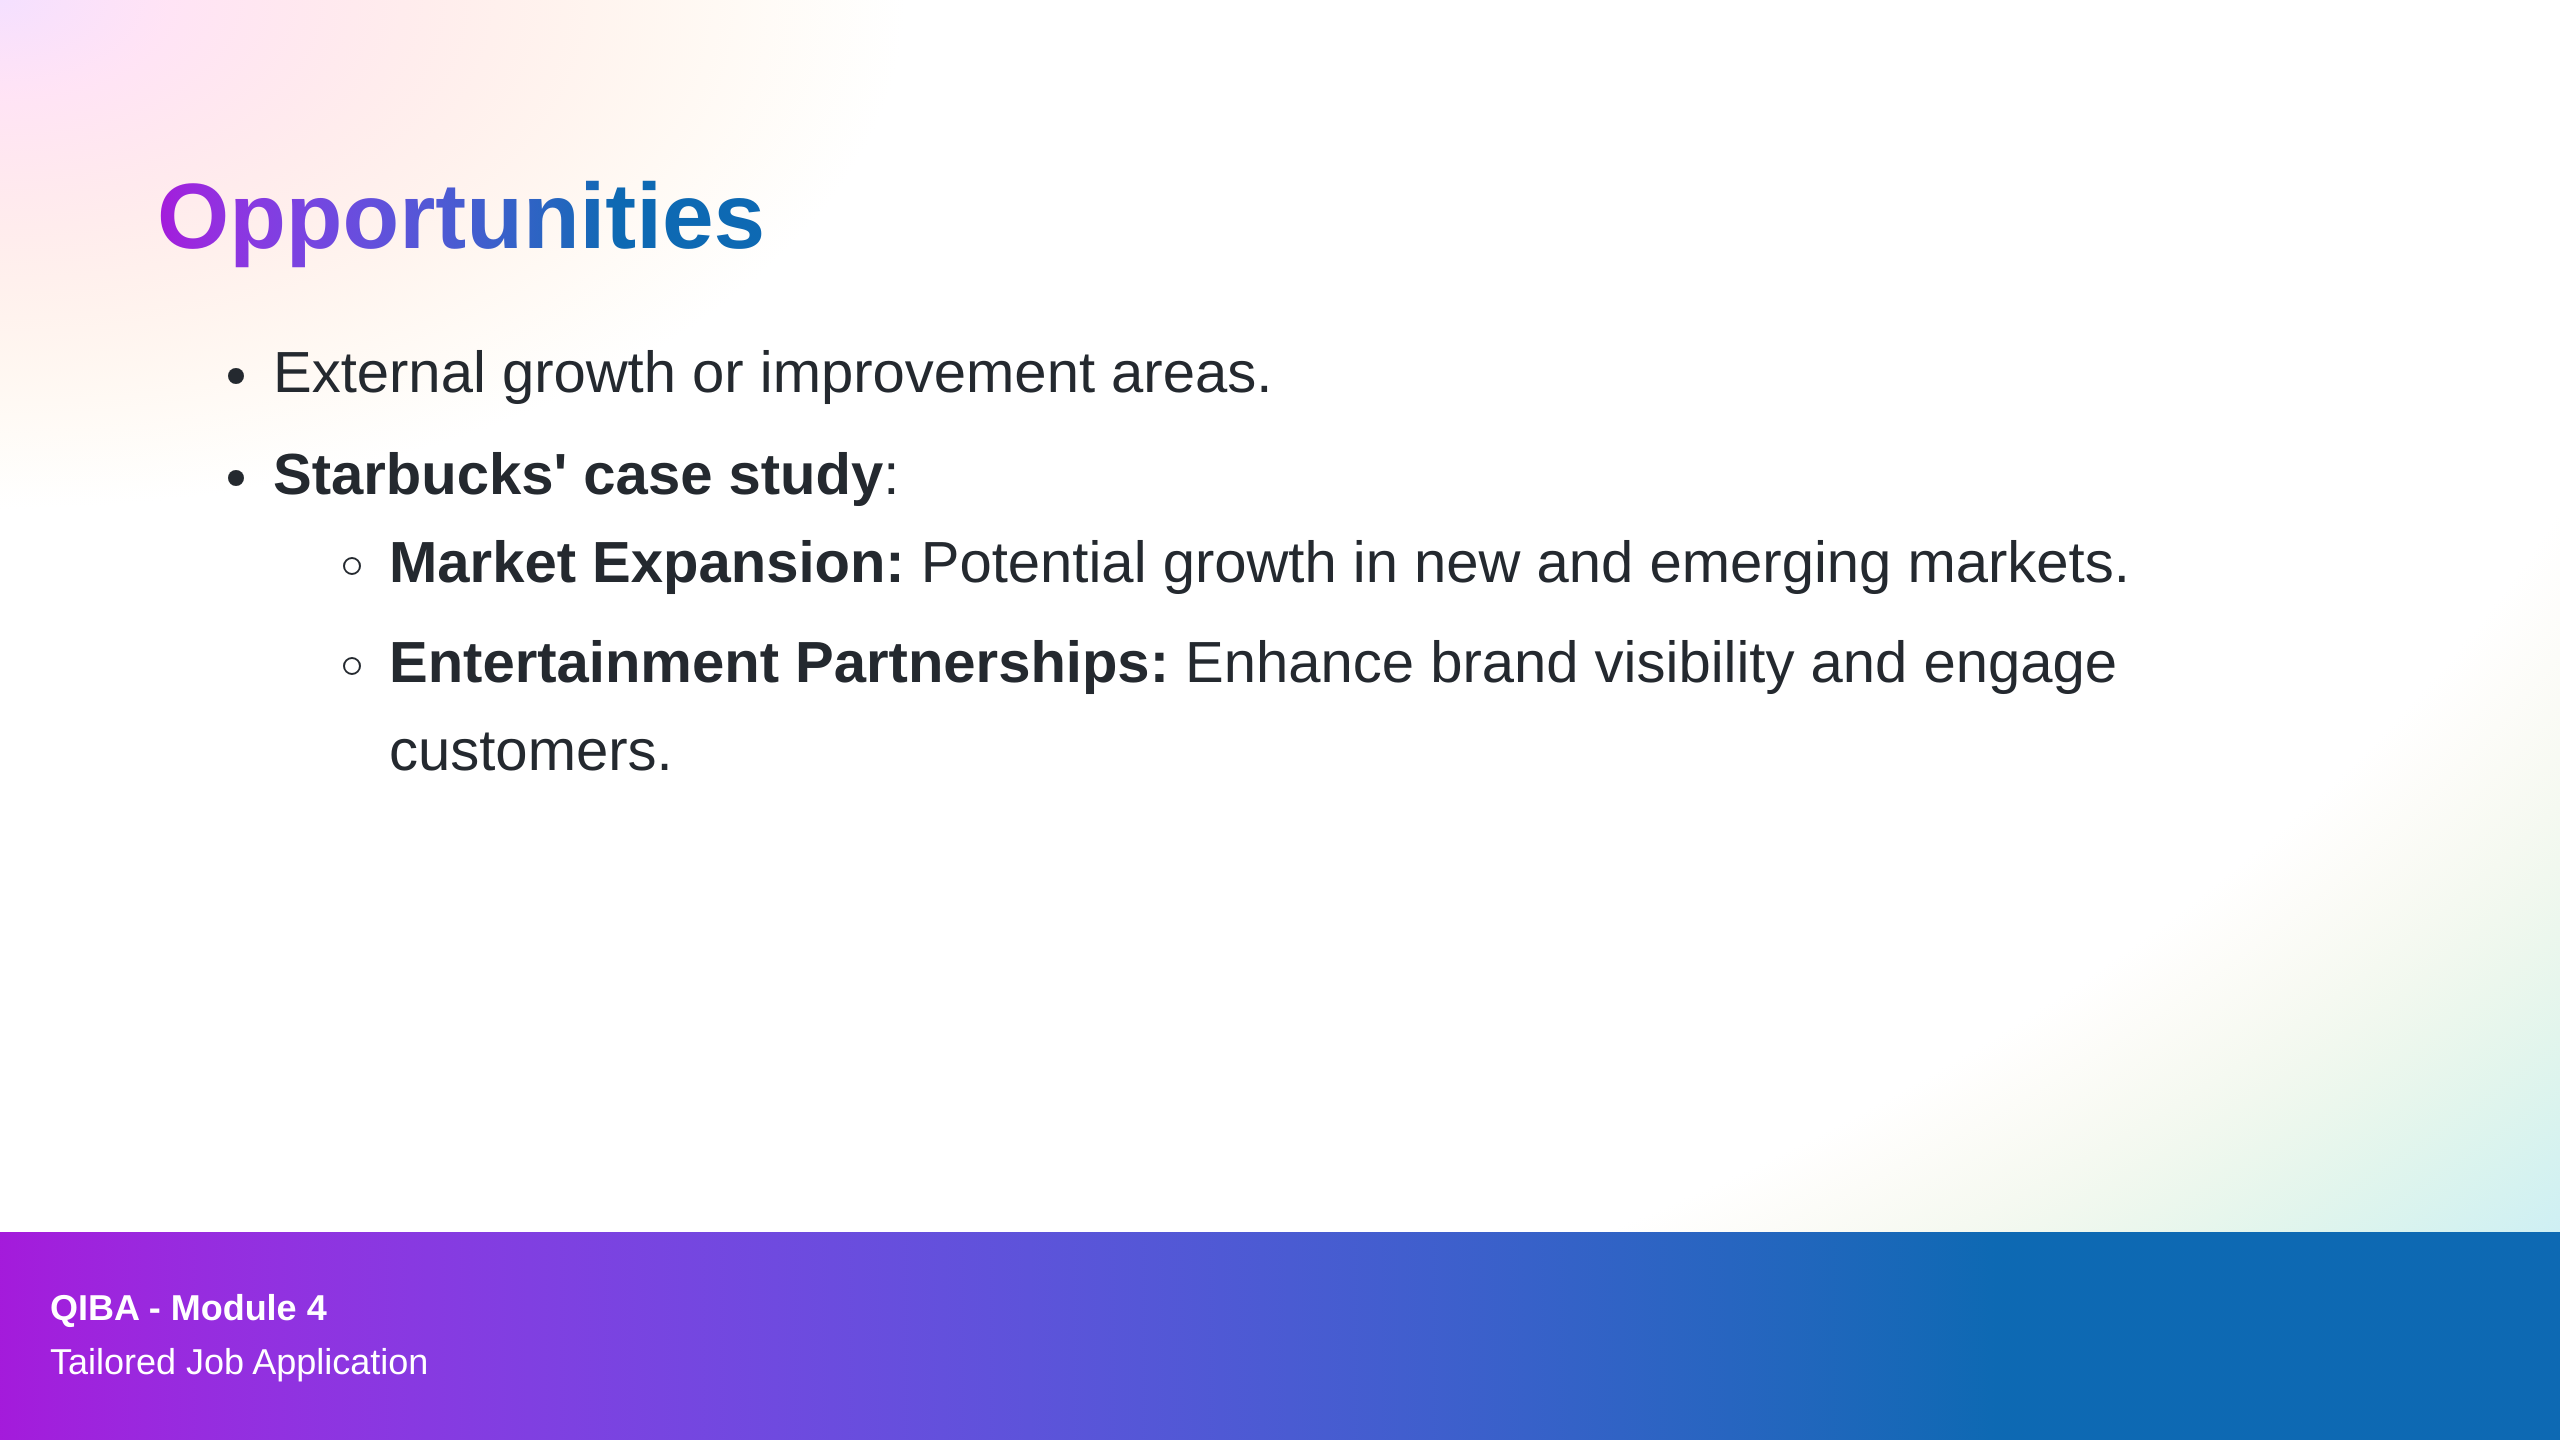 Opportunities
External growth or improvement areas.
Starbucks' case study:
Market Expansion: Potential growth in new and emerging markets.
Entertainment Partnerships: Enhance brand visibility and engage
customers.
QIBA - Module 4
Tailored Job Application